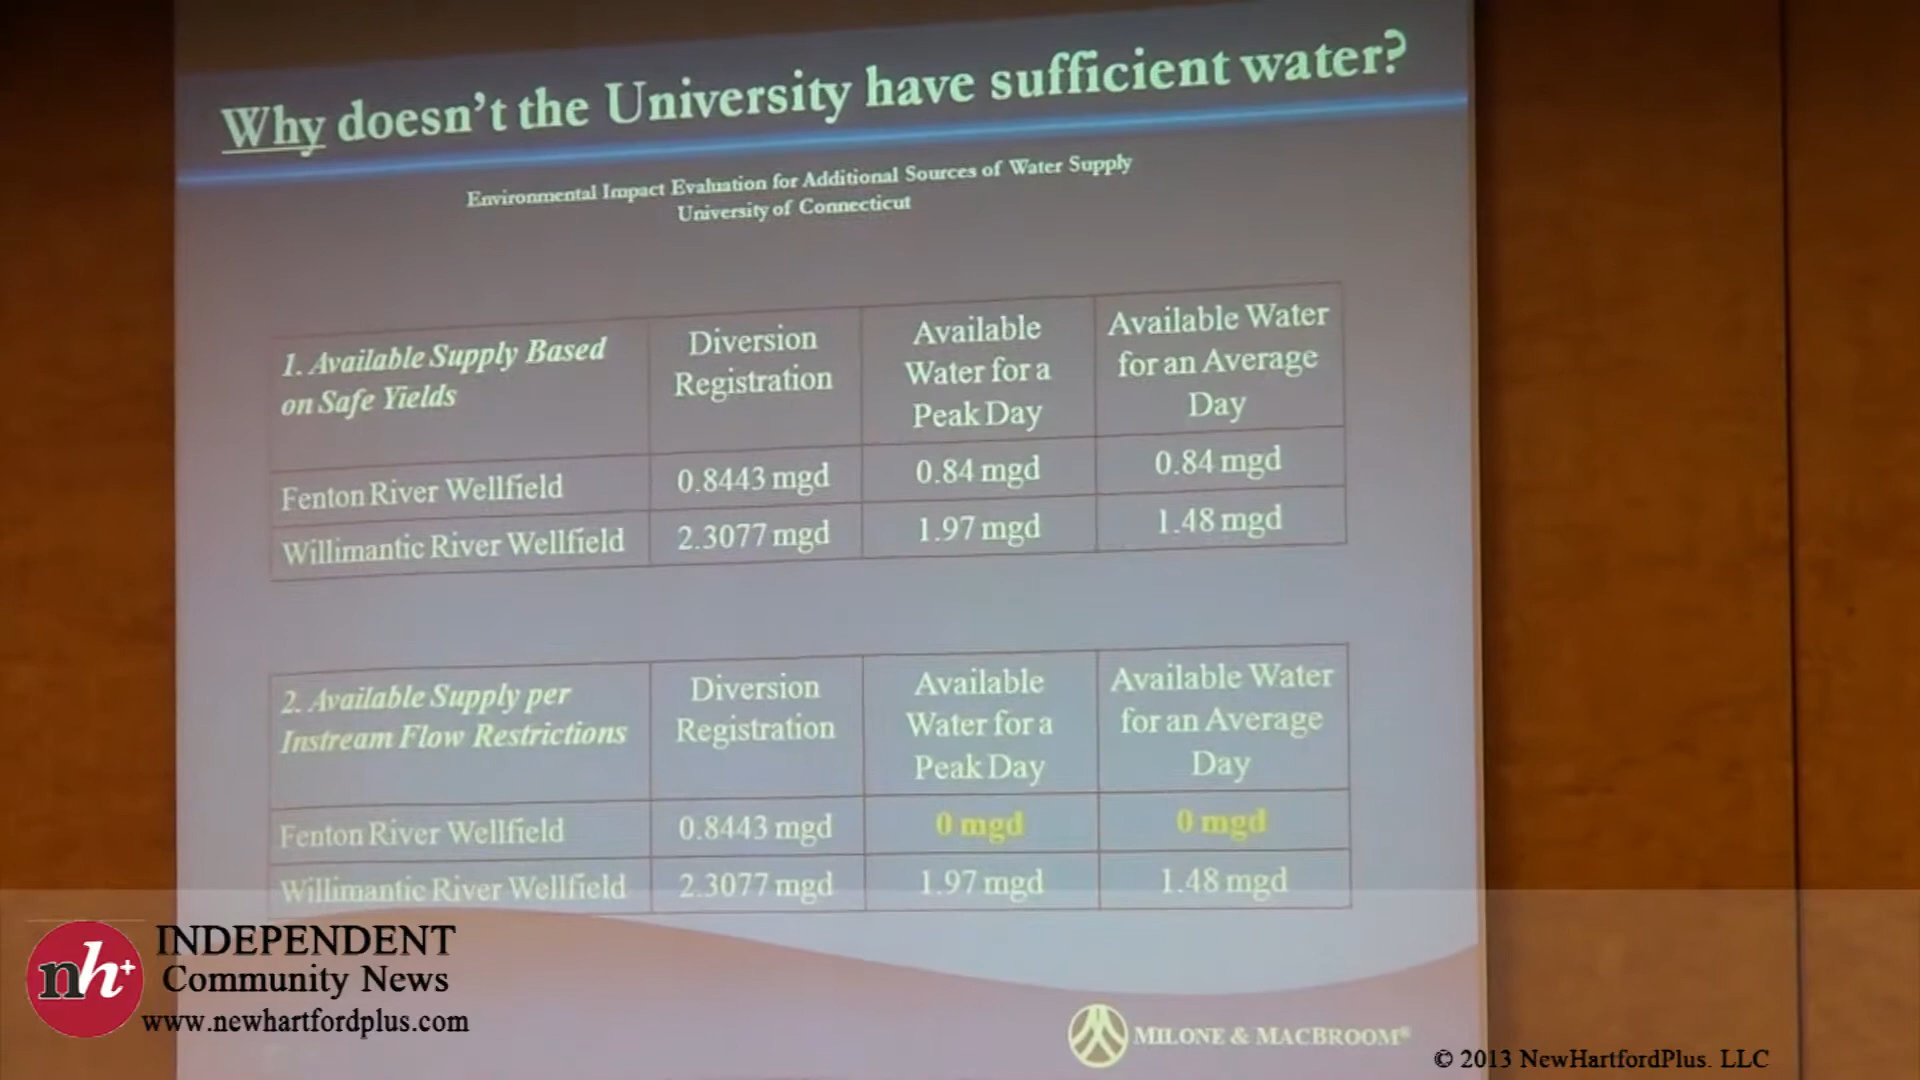 Why doesn't the University have sufficient water?
Environmental Impact Evaluation for Additional Sources of Water Supply
University of Connecticut
1. Available Supply Based
on Safe Yields
Diversion
Registration
Available
Water for a
Peak Day
Available Water
for an Average
Day
Fenton River Wellfield 0.8443 mgd 0.84 mgd 0.84 mgd
Willimantic River Wellfield 2.3077 mgd 1.97 mgd 1.48 mgd
2. Available Supply per
Instream Flow Restrictions
Diversion
Registration
Available
Water for a
Peak Day
Available Water
for an Average
Day
Fenton River Wellfield 0.8443 mgd 0 mgd 0 mgd
Willimantic River Wellfield 2.3077 mgd 1.97 mgd 1.48 mgd
nh+
INDEPENDENT
Community News
www.newhartfordplus.com
MILONE & MACBROOM®
© 2013 NewHartfordPlus. LLC